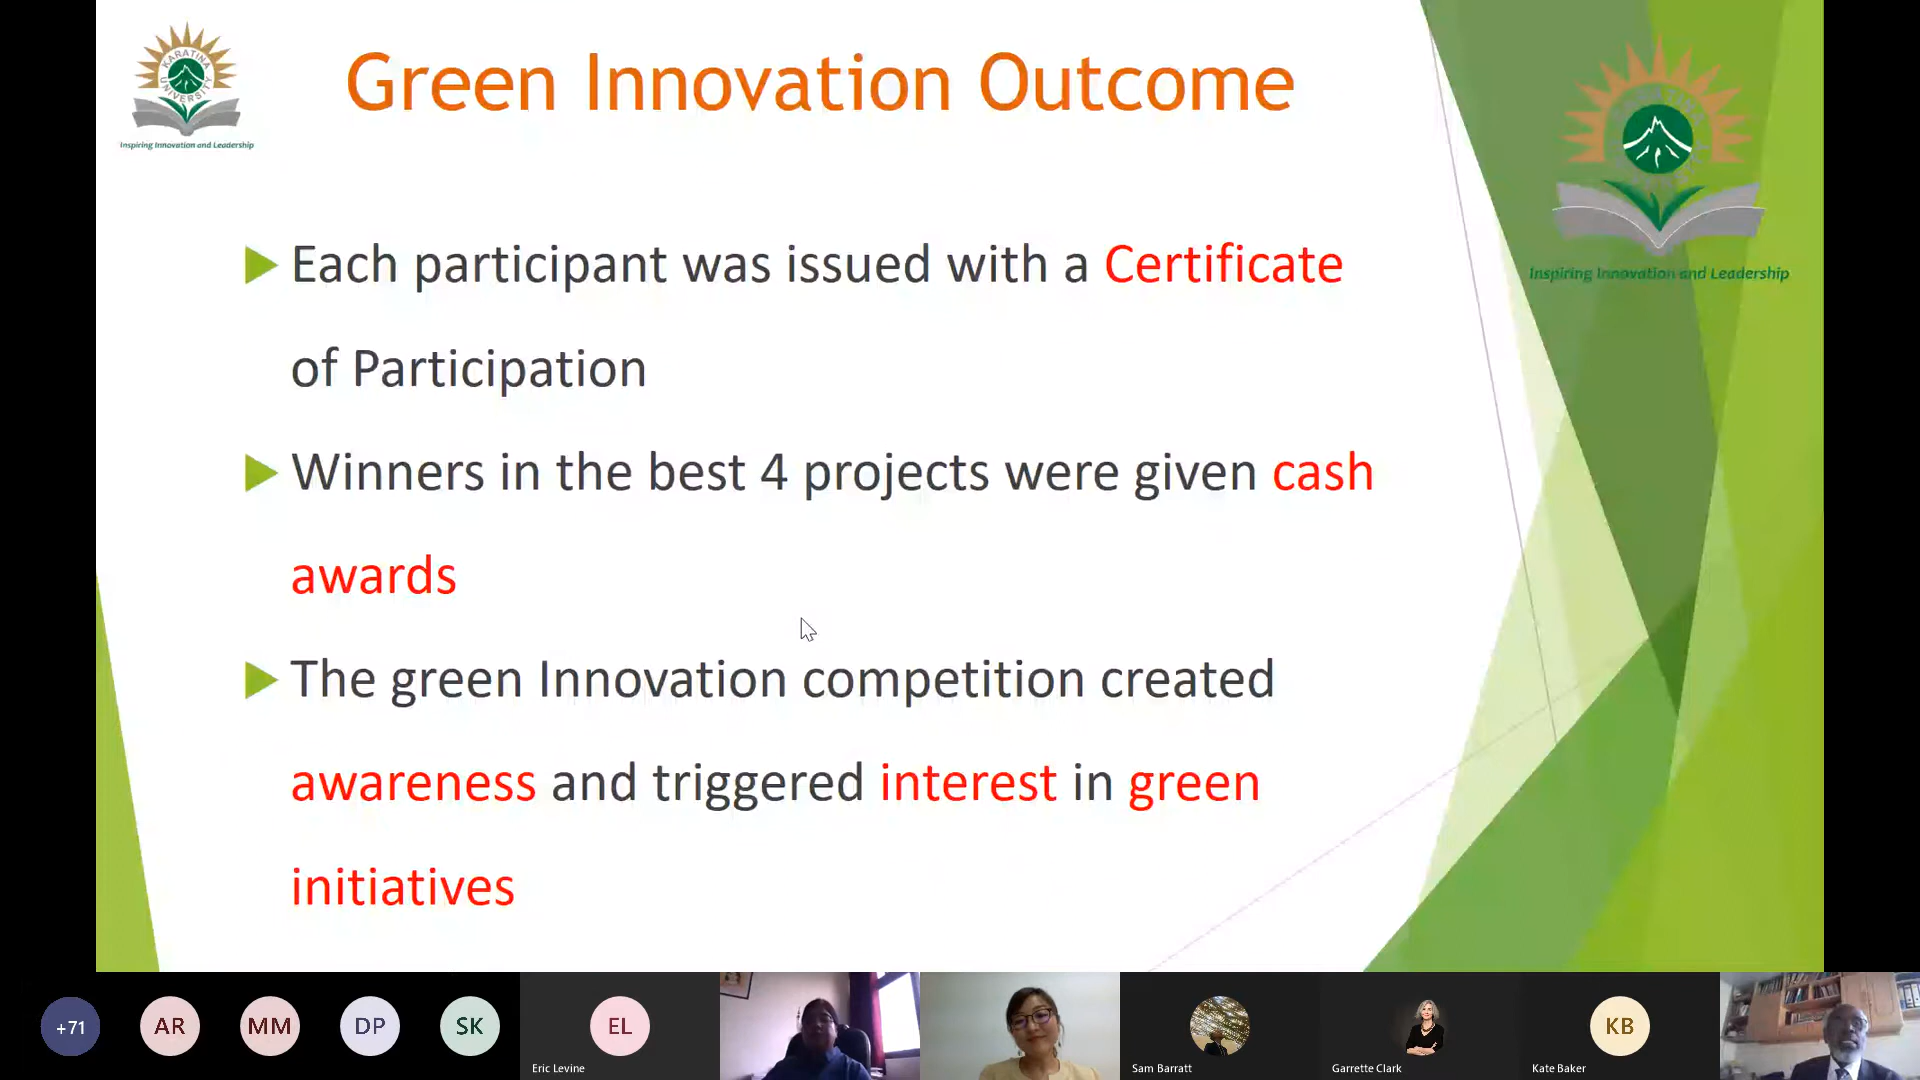 KARATINA
UNIVERSITY
Inspiring Innovation and Leadership
Green Innovation Outcome
Inspiring Innovation and Leadership
Each participant was issued with a Certificate
of Participation
Winners in the best 4 projects were given cash
awards
The green Innovation competition created
awareness and triggered interest in green
initiatives
+71
AR
MM
DP
SK
EL
Eric Levine
Sam Barratt
Garrette Clark
KB
Kate Baker